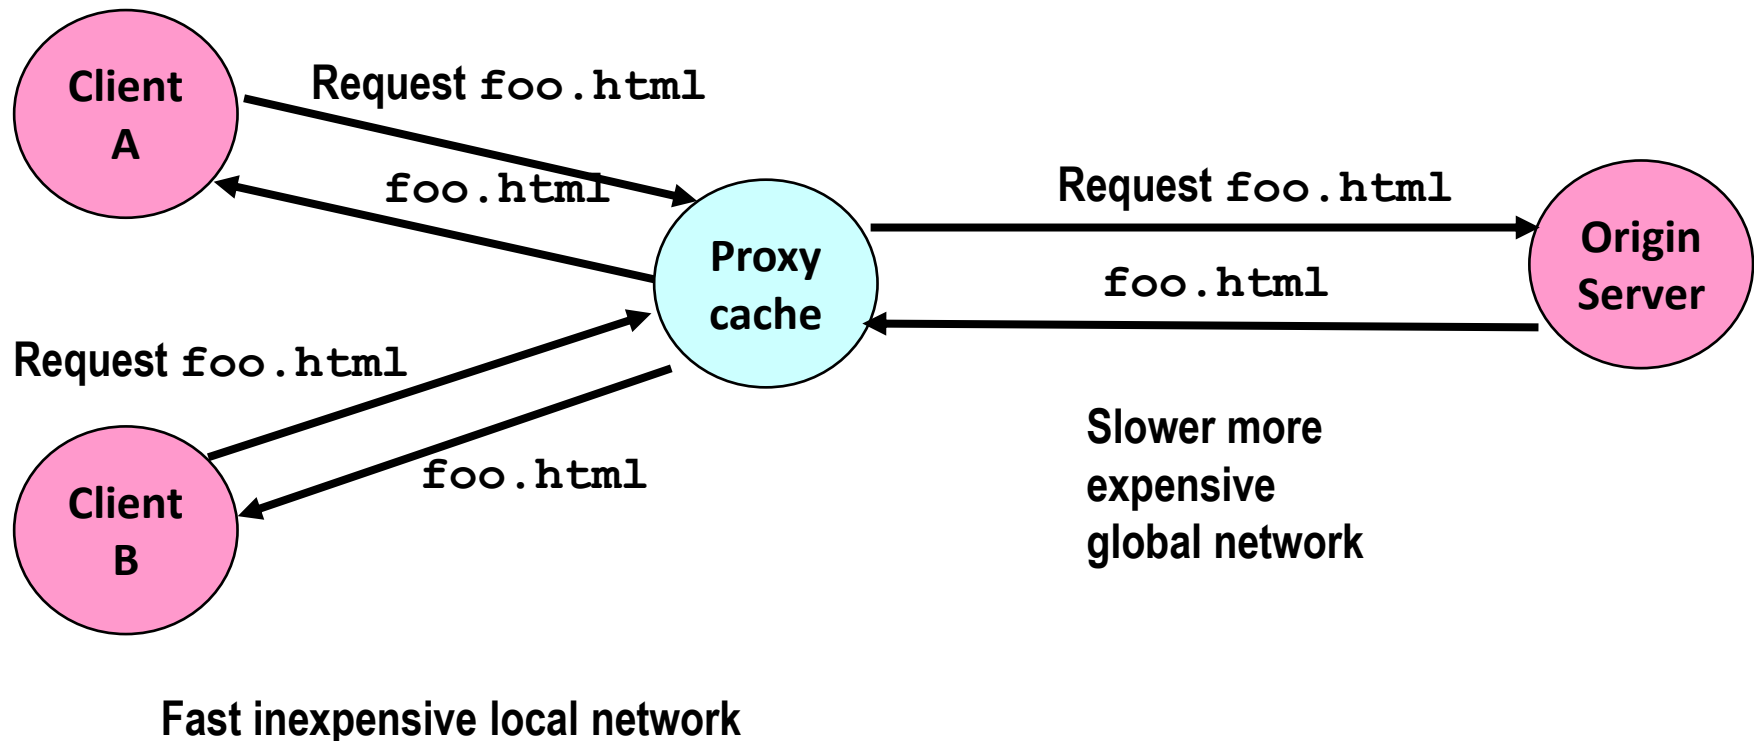 Client
A
Request foo.html
foo.html
Request foo.html
foo.html
Proxy
cache
Origin
Server
Request foo.html
foo.html
Client
B
Slower more
expensive
global network
Fast inexpensive local network